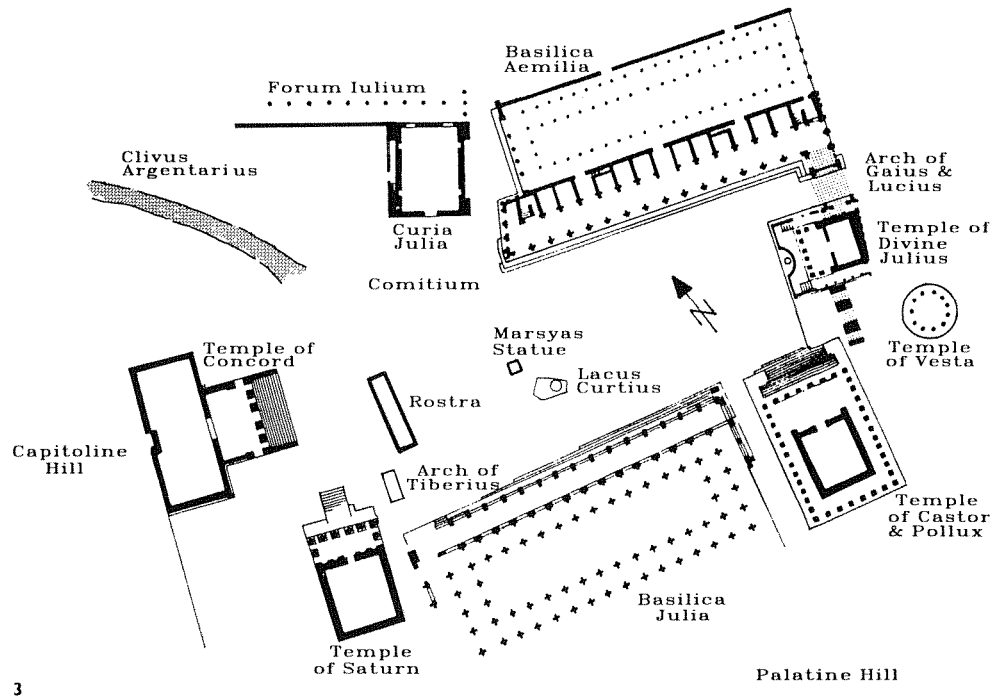 Basilica
Aemilia
Forum Iulium
Clivus
Argentarius
Arch of
Gaius &
Lucius
Curia
Julia
Temple of
Divine
Julius
Comitium
N
Marsyas
Statue
Temple
of Vesta
Temple of
Concord
Lacus
Curtius
Rostra
Capitoline
Hill
Arch of
Tiberius
Temple
of Castor
& Pollux
Basilica
Julia
Temple
of Saturn
Palatine Hill
3